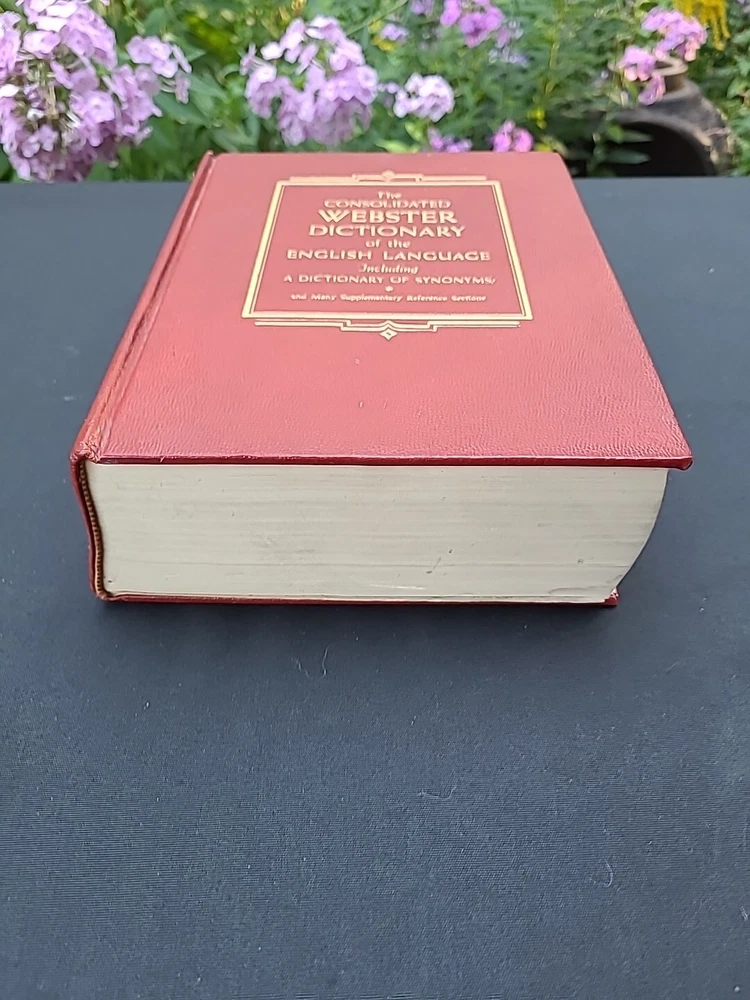 The
CONSOLIDATED
WEBSTER
DICTIONARY
of the
ENGLISH LANGUAGE
Including
A DICTIONARY OF SYNONYMS
and Many Supplementary Reference Sections